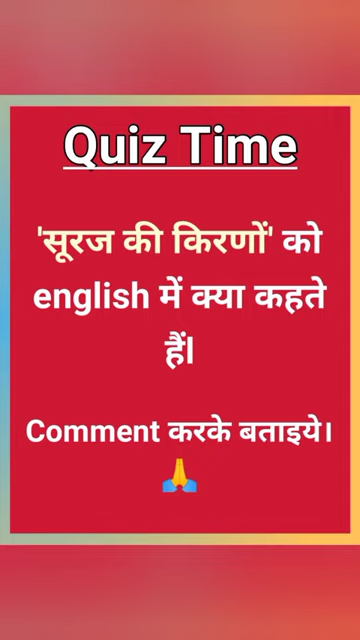 Quiz Time
'सूरज की किरणों' को
english में क्या कहते
हैंl
Comment करके बताइये।
🙏